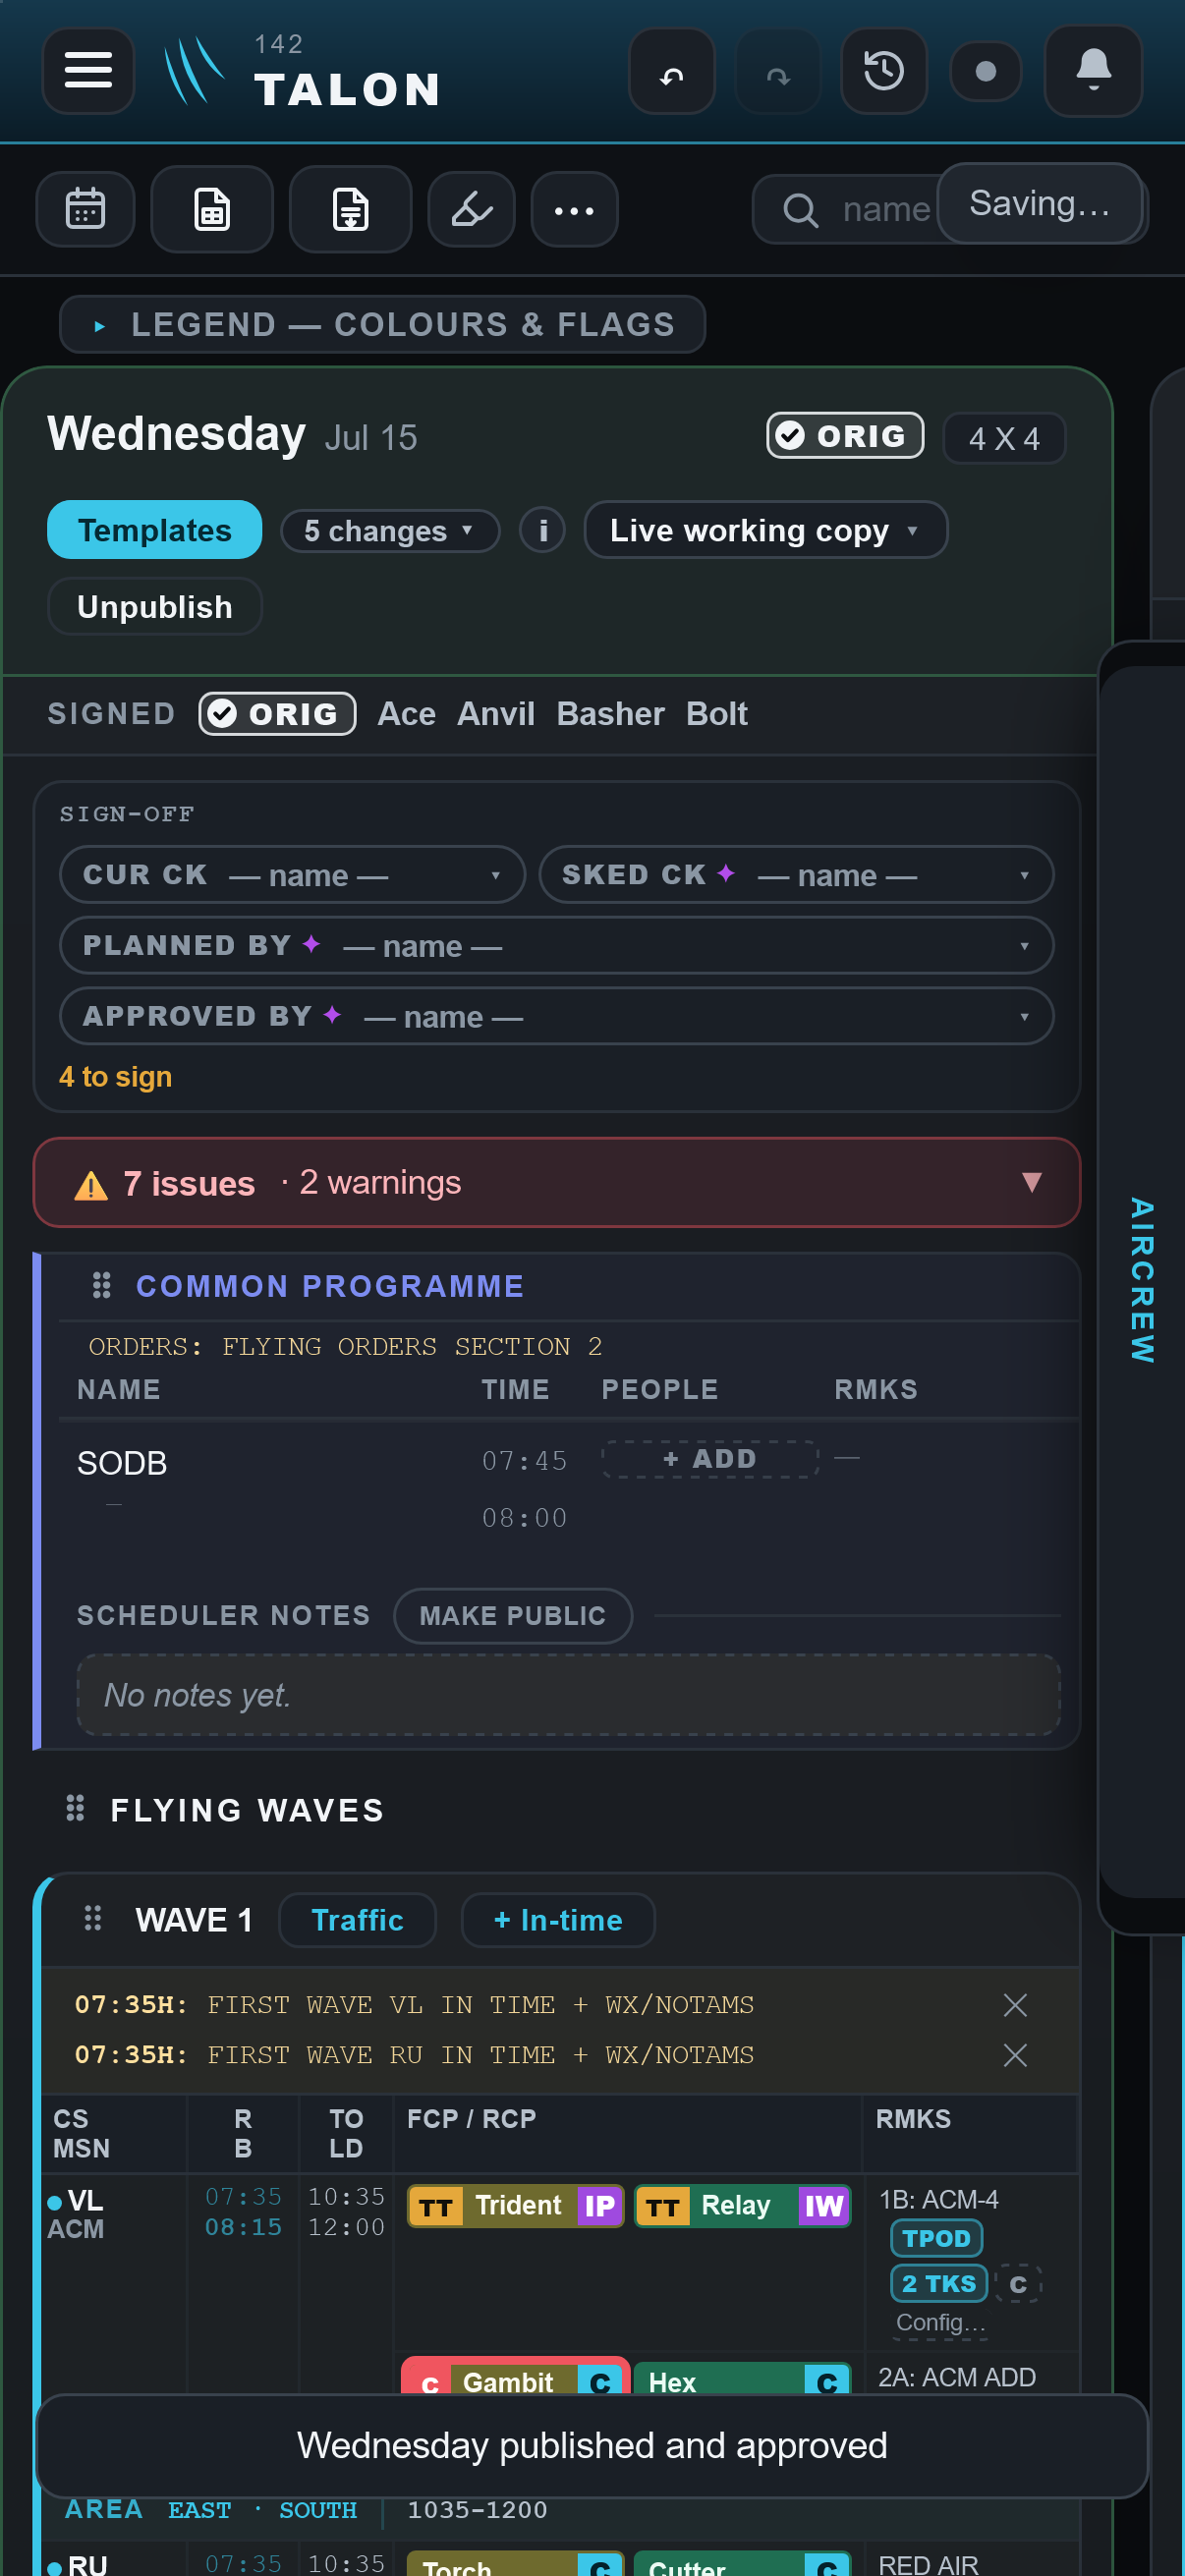 142
TALON
name
Saving...
LEGEND — COLOURS & FLAGS
Wednesday Jul 15
ORIG
4 X 4
Templates
5 changes
i
Live working copy
Unpublish
SIGNED ORIG Ace Anvil Basher Bolt
SIGN-OFF
CUR CK — name —
SKED CK — name —
PLANNED BY — name —
APPROVED BY — name —
4 to sign
7 issues · 2 warnings
AIRCREW
COMMON PROGRAMME
ORDERS: FLYING ORDERS SECTION 2
NAME TIME PEOPLE RMKS
SODB 07:45 + ADD —
— 08:00
SCHEDULER NOTES MAKE PUBLIC
No notes yet.
FLYING WAVES
WAVE 1 Traffic + In-time
07:35H: FIRST WAVE VL IN TIME + WX/NOTAMS
07:35H: FIRST WAVE RU IN TIME + WX/NOTAMS
CS R TO FCP / RCP RMKS
MSN B LD
VL 07:35 10:35 TT Trident IP TT Relay IW 1B: ACM-4
ACM 08:15 12:00 TPOD
2 TKS C
Config...
C Gambit C Hex C 2A: ACM ADD
Wednesday published and approved
AREA EAST · SOUTH 1035-1200
RU 07:35 10:35 Torch C Cutter C RED AIR